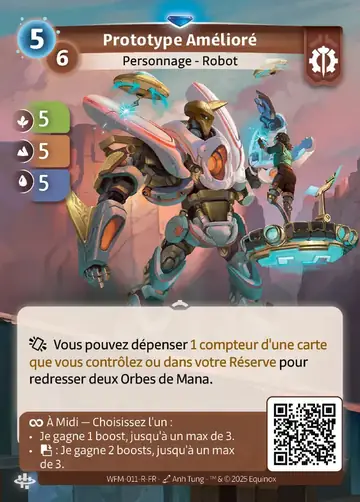 5
6
Prototype Amélioré
Personnage - Robot
5
5
5
Vous pouvez dépenser 1 compteur d'une carte
que vous contrôlez ou dans votre Réserve pour
redresser deux Orbes de Mana.
À Midi — Choisissez l'un :
• Je gagne 1 boost, jusqu'à un max de 3.
• : Je gagne 2 boosts, jusqu'à un max
de 3.
WFM-011-R-FR - Anh Tung - ™ & © 2025 Equinox